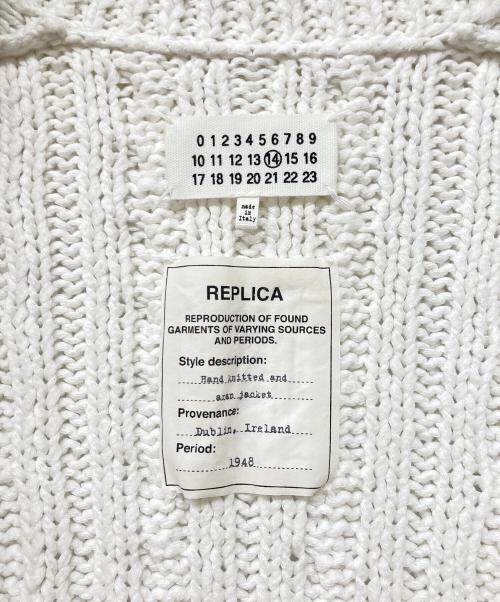 0 1 2 3 4 5 6 7 8 9
10 11 12 13 14 15 16
17 18 19 20 21 22 23
made
in
Italy
REPLICA
REPRODUCTION OF FOUND
GARMENTS OF VARYING SOURCES
AND PERIODS.
Style description:
Hand knitted and
aran jacket
Provenance:
Dublin, Ireland
Period:
1948